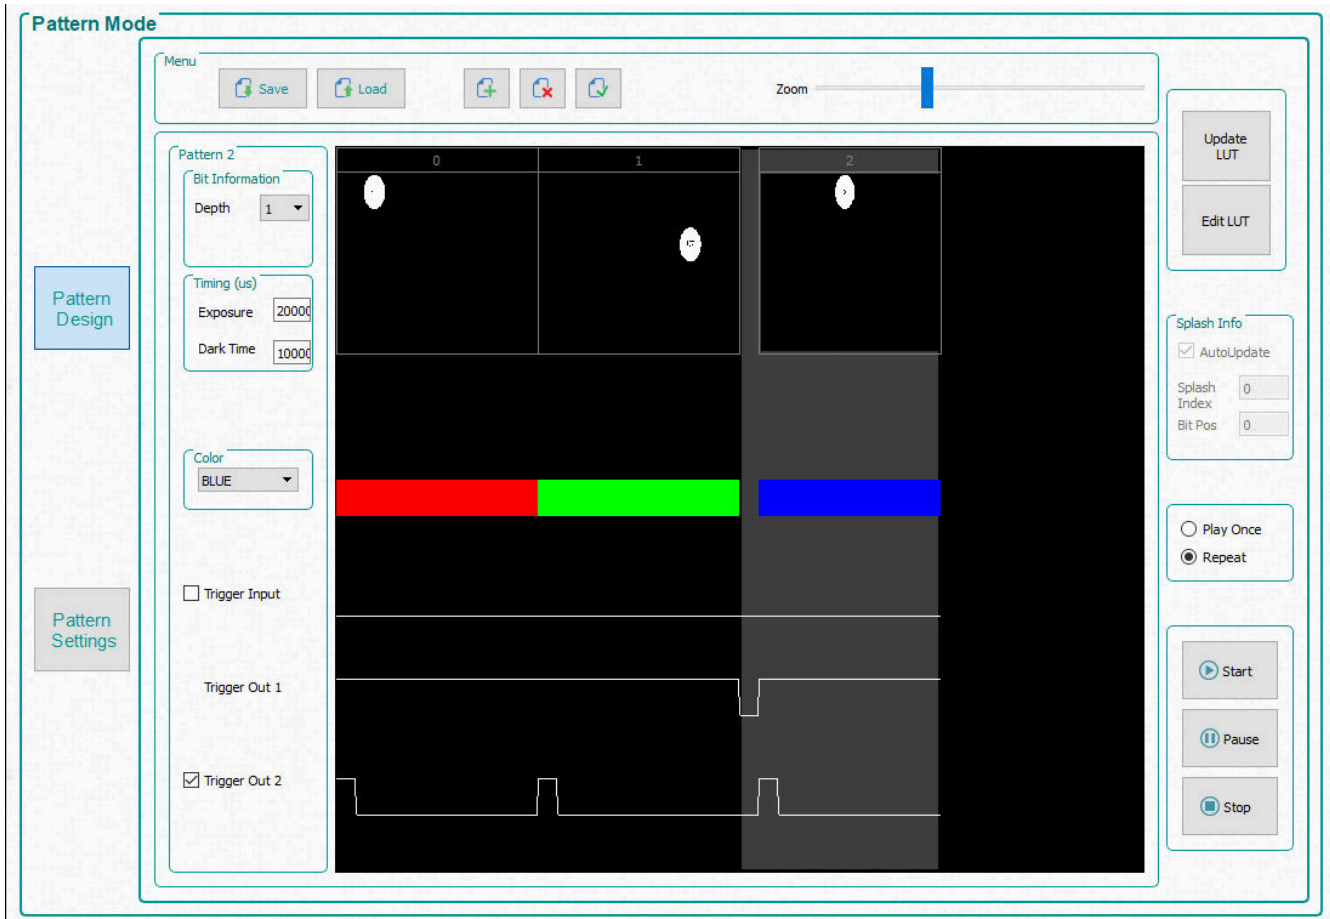 Pattern Mode
Menu
Save
Load
Zoom
Pattern 2
Bit Information
Depth 1
Timing (us)
Exposure 20000
Dark Time 10000
Color
BLUE
Trigger Input
Trigger Out 1
Trigger Out 2
0 1 2
Pattern
Design
Pattern
Settings
Update
LUT
Edit LUT
Splash Info
AutoUpdate
Splash
Index 0
Bit Pos 0
Play Once
Repeat
Start
Pause
Stop